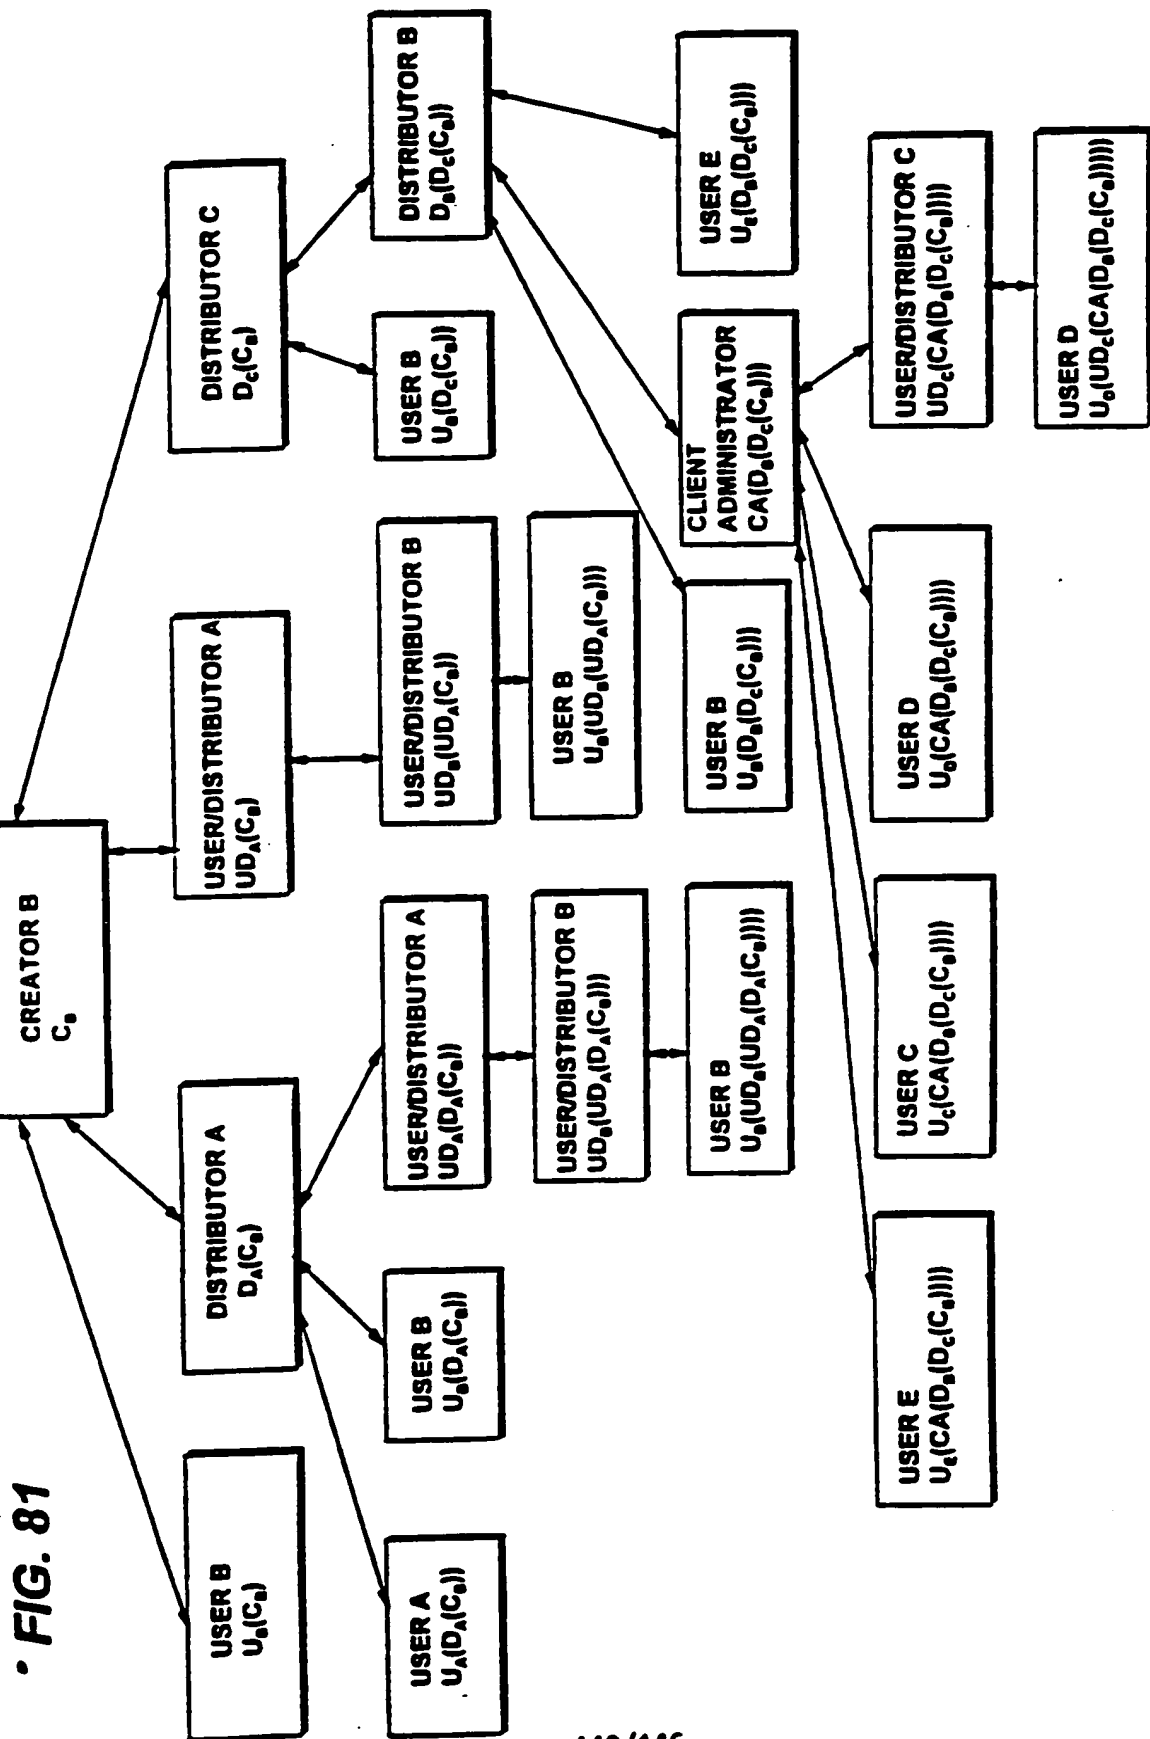 FIG. 81
CREATOR B
C_B
USER B
U_B(C_B)
DISTRIBUTOR A
D_A(C_B)
USER/DISTRIBUTOR A
UD_A(C_B)
DISTRIBUTOR C
D_C(C_B)
USER A
U_A(D_A(C_B))
USER B
U_B(D_A(C_B))
USER/DISTRIBUTOR A
UD_A(D_A(C_B))
USER/DISTRIBUTOR B
UD_B(UD_A(C_B))
USER B
U_B(D_C(C_B))
DISTRIBUTOR B
D_B(D_C(C_B))
USER/DISTRIBUTOR B
UD_B(UD_A(D_A(C_B)))
USER B
U_B(UD_B(UD_A(C_B)))
USER B
U_B(UD_B(UD_A(D_A(C_B))))
USER B
U_B(D_B(D_C(C_B)))
CLIENT
ADMINISTRATOR
CA(D_B(D_C(C_B)))
USER E
U_E(D_B(D_C(C_B)))
USER E
U_E(CA(D_B(D_C(C_B))))
USER C
U_C(CA(D_B(D_C(C_B))))
USER D
U_D(CA(D_B(D_C(C_B))))
USER/DISTRIBUTOR C
UD_C(CA(D_B(D_C(C_B))))
USER D
U_D(UD_C(CA(D_B(D_C(C_B)))))